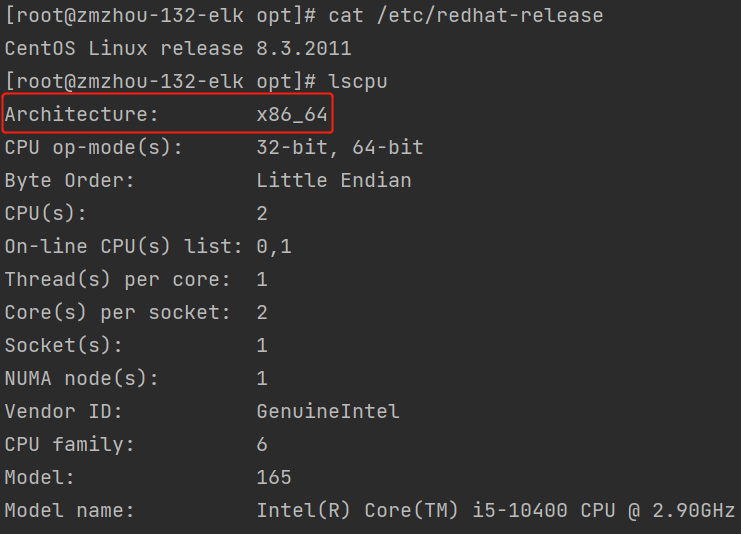 [root@zmzhou-132-elk opt]# cat /etc/redhat-release
CentOS Linux release 8.3.2011
[root@zmzhou-132-elk opt]# lscpu
Architecture:        x86_64
CPU op-mode(s):      32-bit, 64-bit
Byte Order:          Little Endian
CPU(s):              2
On-line CPU(s) list: 0,1
Thread(s) per core:  1
Core(s) per socket:  2
Socket(s):           1
NUMA node(s):        1
Vendor ID:           GenuineIntel
CPU family:          6
Model:               165
Model name:          Intel(R) Core(TM) i5-10400 CPU @ 2.90GHz